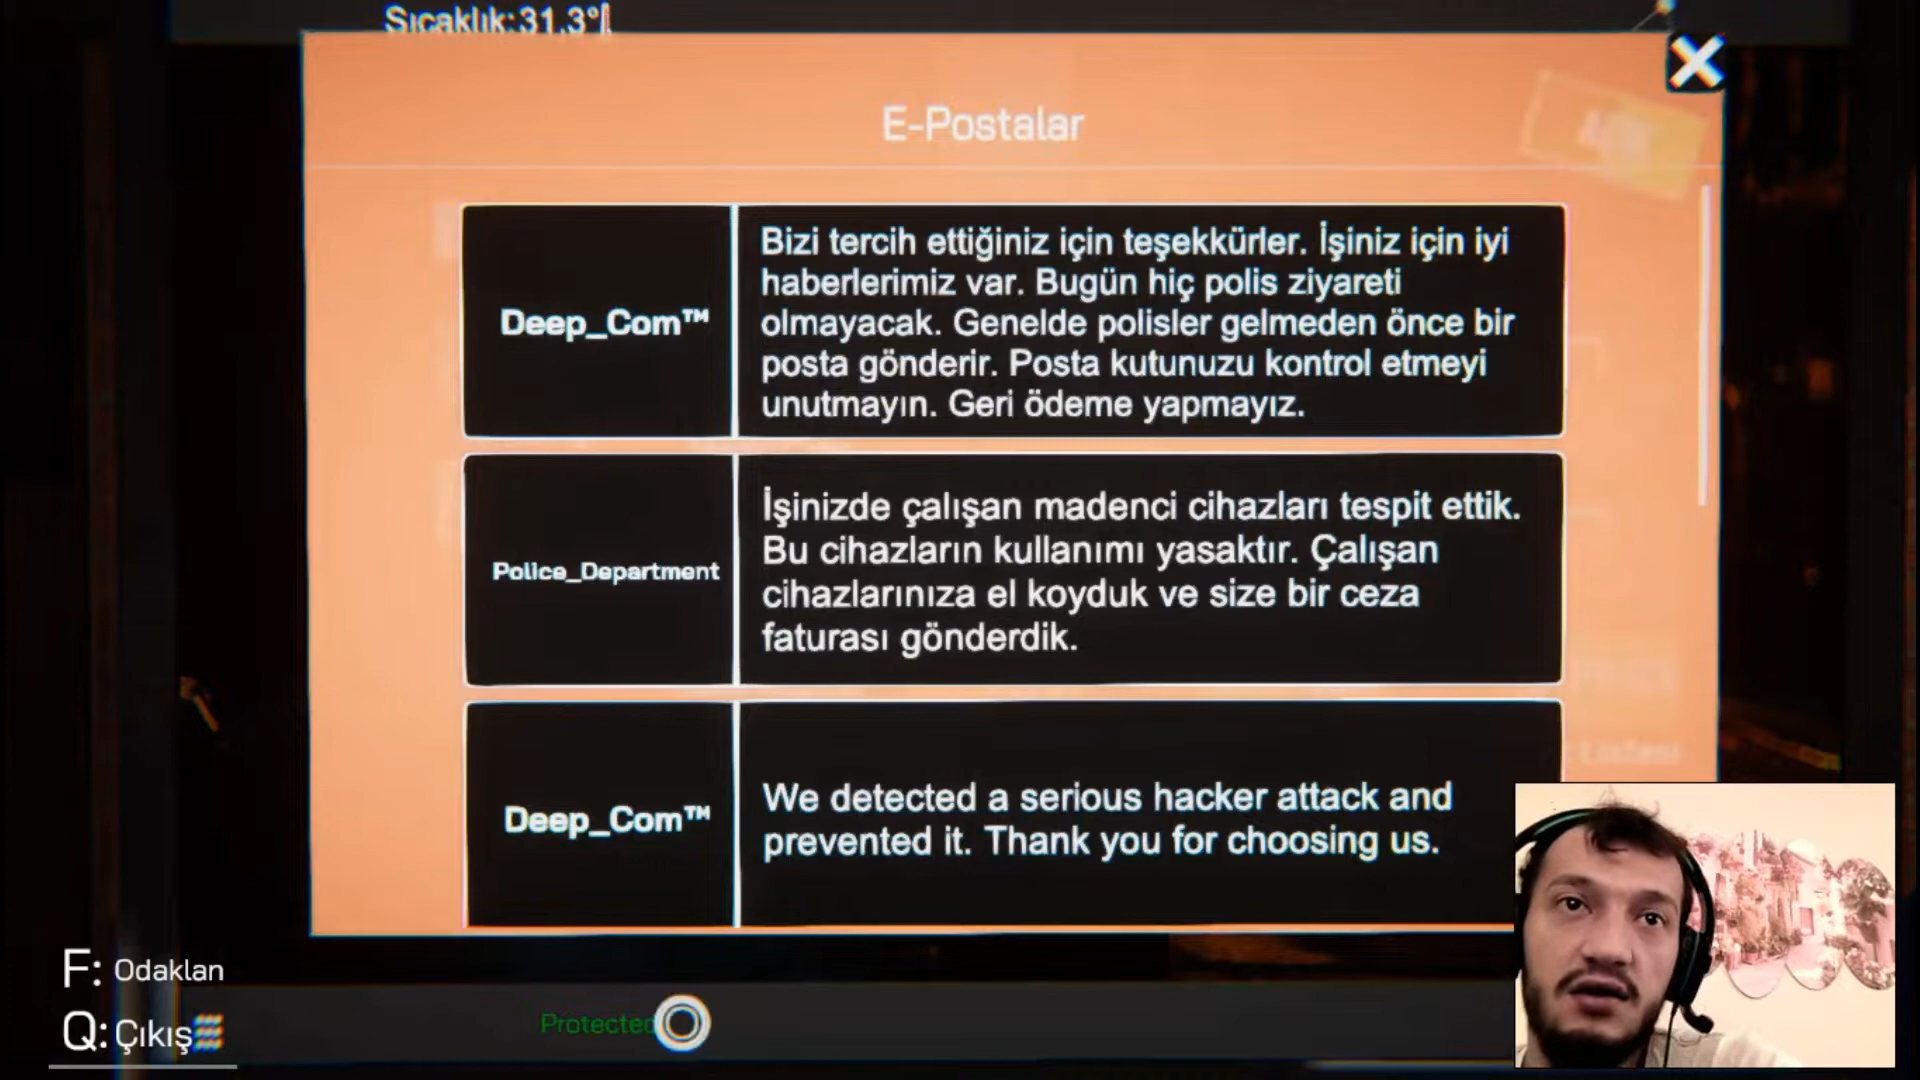 Sıcaklık:31.3°
E-Postalar
Deep_Com™
Bizi tercih ettiğiniz için teşekkürler. İşiniz için iyi
haberlerimiz var. Bugün hiç polis ziyareti
olmayacak. Genelde polisler gelmeden önce bir
posta gönderir. Posta kutunuzu kontrol etmeyi
unutmayın. Geri ödeme yapmayız.
Police_Department
İşinizde çalışan madenci cihazları tespit ettik.
Bu cihazların kullanımı yasaktır. Çalışan
cihazlarınıza el koyduk ve size bir ceza
faturası gönderdik.
Deep_Com™
We detected a serious hacker attack and
prevented it. Thank you for choosing us.
F: Odaklan
Q: Çıkış
Protected